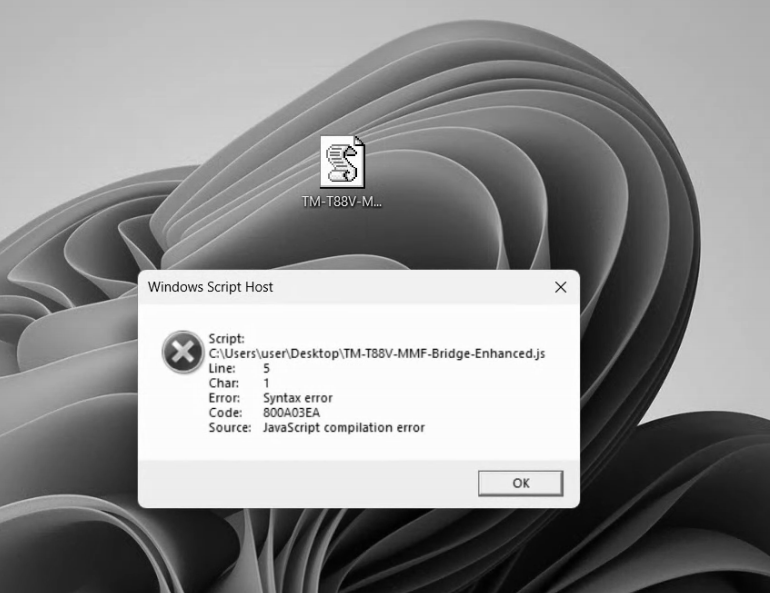 TM-T88V-M...
Windows Script Host
Script:
C:\Users\user\Desktop\TM-T88V-MMF-Bridge-Enhanced.js
Line: 5
Char: 1
Error: Syntax error
Code: 800A03EA
Source: JavaScript compilation error
OK